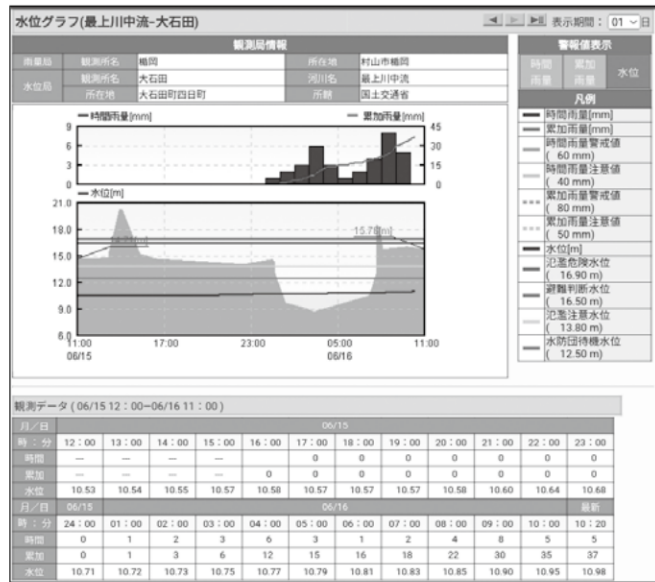 水位グラフ(最上川中流-大石田)
表示期間： 01 日
観測局情報
雨量局 観測所名 楯岡 所在地 村山市楯岡
水位局 観測所名 大石田 河川名 最上川中流
所在地 大石田町四日町 所轄 国土交通省
警報値表示
時間雨量 累加雨量 水位
凡例
時間雨量[mm]
累加雨量[mm]
時間雨量警戒値
( 60 mm)
時間雨量注意値
( 40 mm)
累加雨量警戒値
( 80 mm)
累加雨量注意値
( 50 mm)
水位[m]
氾濫危険水位
( 16.90 m)
避難判断水位
( 16.50 m)
氾濫注意水位
( 13.80 m)
水防団待機水位
( 12.50 m)
時間雨量[mm] 累加雨量[mm]
9 45
6 30
3 15
0 0
水位[m]
21.0
18.0
15.78[m]
15.0
12.0
9.0
6.0
11:00 17:00 23:00 05:00 11:00
06/15 06/16
観測データ ( 06/15 12：00−06/16 11：00 )
月／日 06/15
時：分 12：00 13：00 14：00 15：00 16：00 17：00 18：00 19：00 20：00 21：00 22：00 23：00
時間 --- --- --- --- 0 0 0 0 0 0 0
累加 --- --- --- --- 0 0 0 0 0 0 0 0
水位 10.53 10.54 10.55 10.57 10.58 10.57 10.57 10.57 10.58 10.60 10.64 10.68
月／日 06/15 06/16 最新
時：分 24：00 01：00 02：00 03：00 04：00 05：00 06：00 07：00 08：00 09：00 10：00 10：20
時間 0 1 2 3 6 3 1 2 4 8 5 5
累加 0 1 3 6 12 15 16 18 22 30 35 37
水位 10.71 10.72 10.73 10.75 10.77 10.79 10.81 10.83 10.85 10.90 10.95 10.98